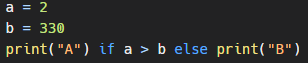 a = 2
b = 330
print("A") if a > b else print("B")